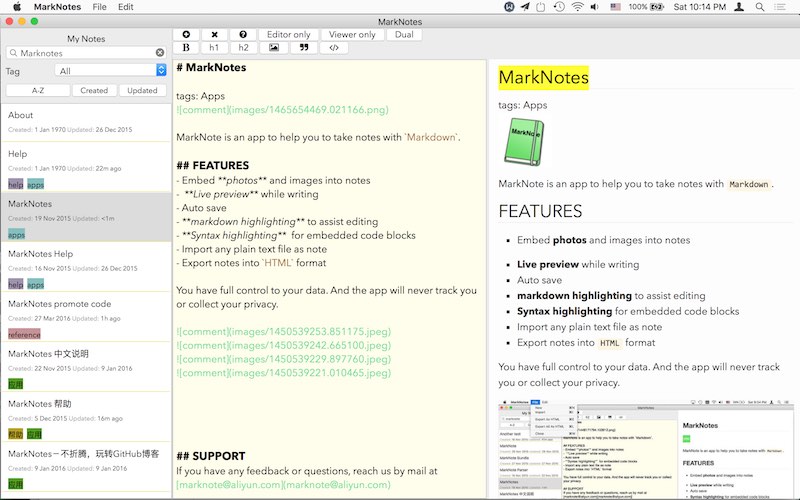 MarkNotes File Edit 100% Sat 10:14 PM
MarkNotes
My Notes
Marknotes
Tag All
A-Z Created Updated
About
Created: 1 Jan 1970 Updated: 26 Dec 2015
Help
Created: 1 Jan 1970 Updated: 22m ago
help apps
MarkNotes
Created: 19 Nov 2015 Updated: <1m
apps
MarkNotes Help
Created: 16 Nov 2015 Updated: 26 Dec 2015
help apps
MarkNotes promote code
Created: 27 Mar 2016 Updated: 1h ago
reference
MarkNotes 中文说明
Created: 22 Nov 2015 Updated: 9 Jan 2016
应用
MarkNotes 帮助
Created: 5 Dec 2015 Updated: 16m ago
帮助 应用
MarkNotes－不折腾，玩转GitHub博客
Created: 9 Jan 2016 Updated: 9 Jan 2016
应用
Editor only Viewer only Dual
B h1 h2 </>
# MarkNotes
tags: Apps
![comment](images/1465654469.021166.png)
MarkNote is an app to help you to take notes with `Markdown`.
## FEATURES
- Embed **photos** and images into notes
- **Live preview** while writing
- Auto save
- **markdown highlighting** to assist editing
- **Syntax highlighting** for embedded code blocks
- Import any plain text file as note
- Export notes into `HTML` format
You have full control to your data. And the app will never track you
or collect your privacy.
![comment](images/1450539253.851175.jpeg)
![comment](images/1450539242.665100.jpeg)
![comment](images/1450539229.897760.jpeg)
![comment](images/1450539221.010465.jpeg)
## SUPPORT
If you have any feedback or questions, reach us by mail at
[marknote@aliyun.com](marknote@aliyun.com)
MarkNotes
tags: Apps
MarkNote is an app to help you to take notes with Markdown.
FEATURES
Embed photos and images into notes
Live preview while writing
Auto save
markdown highlighting to assist editing
Syntax highlighting for embedded code blocks
Import any plain text file as note
Export notes into HTML format
You have full control to your data. And the app will never track
you or collect your privacy.
MarkNotes
FEATURES